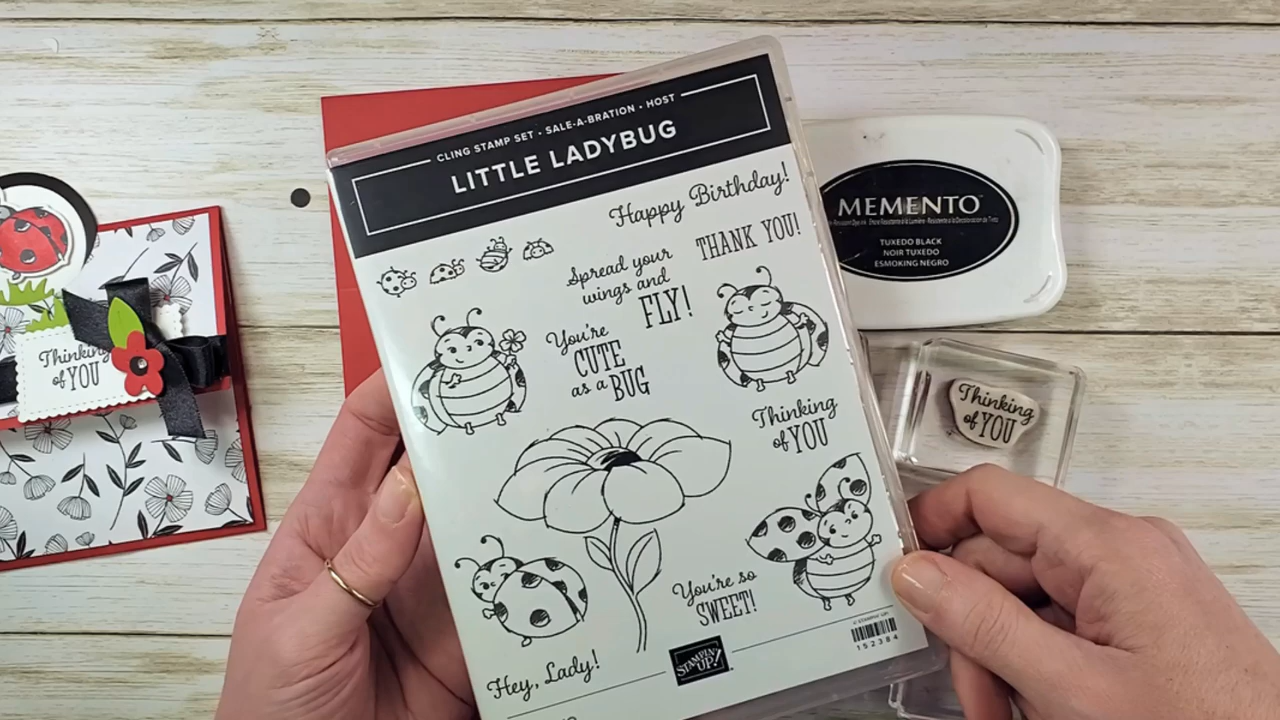 CLING STAMP SET • SALE-A-BRATION • HOST
LITTLE LADYBUG
Happy Birthday!
THANK YOU!
Spread your
wings and
FLY!
You're
CUTE
as a BUG
Thinking
of YOU
You're so
SWEET!
Hey, Lady!
STAMPIN' UP!
© STAMPIN' UP!
152384
MEMENTO
TUXEDO BLACK
NOIR TUXEDO
ESMOKING NEGRO
Thinking
of YOU
Thinking
of YOU